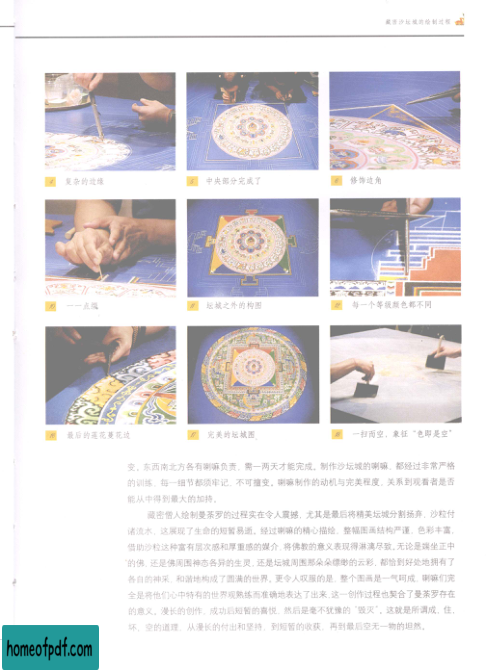 藏密沙坛城的绘制过程
复杂的边缘
中央部分完成了
修饰边角
一一点缀
坛城之外的构图
每一个等级颜色都不同
最后的莲花蔓花边
完美的坛城图
一扫而空，象征“色即是空”
变。东西南北方各有喇嘛负责，需一两天才能完成。制作沙坛城的喇嘛，都经过非常严格
的训练，每一细节都须牢记，不可擅变。喇嘛制作的动机与完美程度，关系到观看者是否
能从中得到最大的加持。
藏密僧人绘制曼荼罗的过程实在令人震撼，尤其是最后将精美坛城分割扬弃，沙粒付
诸流水，这展现了生命的短暂易逝。经过喇嘛的精心描绘，整幅图画结构严谨，色彩丰富，
借助沙粒这种富有层次感和厚重感的媒介，将佛教的意义表现得淋漓尽致。无论是端坐正中
的佛，还是佛周围神态各异的生灵，还是坛城周围那朵朵缥缈的云彩，都恰到好处地拥有了
各自的神采，和谐地构成了圆满的世界。更令人叹服的是，整个图画是一气呵成，喇嘛们完
全是将他们心中特有的世界观熟练而准确地表达了出来。这一创作过程也契合了曼荼罗存在
的意义。漫长的创作，成功后短暂的喜悦，然后是毫不犹豫的“毁灭”。这就是所谓成、住、
坏、空的道理，从漫长的付出和坚持，到短暂的收获，再到最后空无一物的坦然。
homeofpdf.com